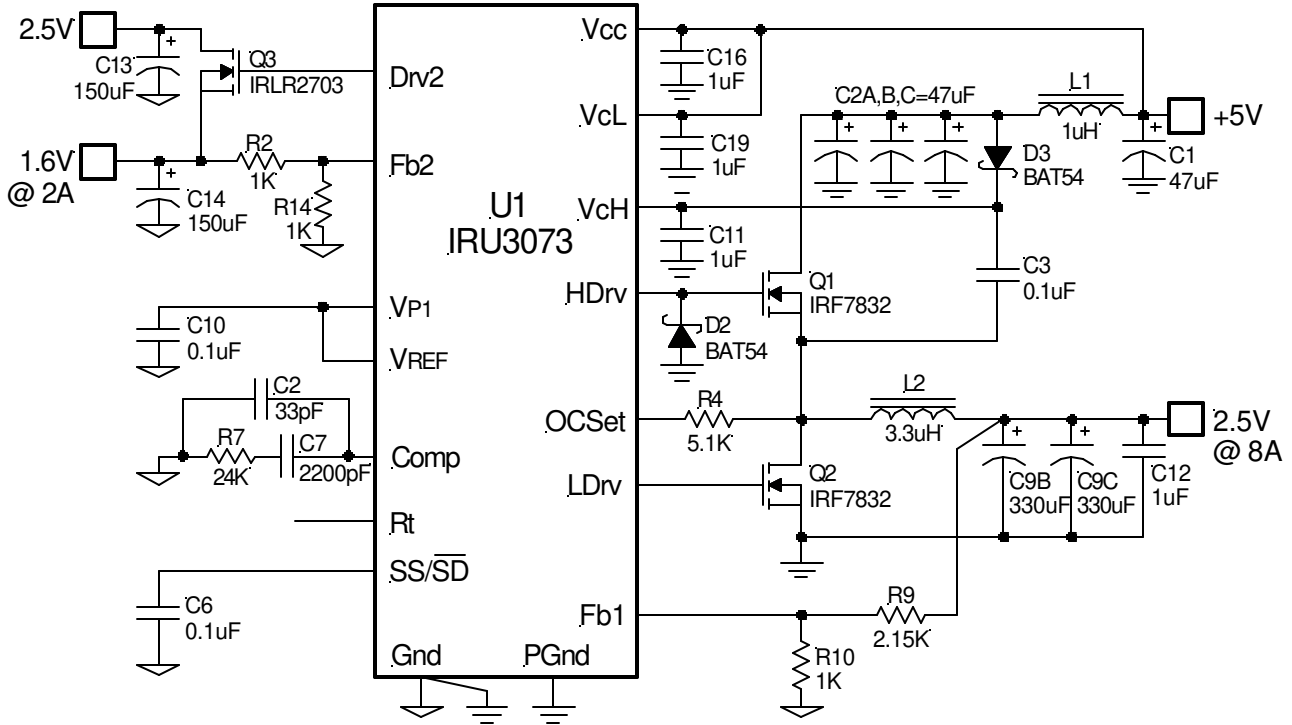 2.5V
C13
150uF
+
Q3
IRLR2703
Drv2
1.6V
@ 2A
+
C14
150uF
R2
1K
R14
1K
Fb2
C10
0.1uF
VP1
VREF
C2
33pF
R7
24K
C7
2200pF
Comp
Rt
SS/SD
C6
0.1uF
Gnd
PGnd
U1
IRU3073
Vcc
VcL
VcH
HDrv
OCSet
LDrv
Fb1
C16
1uF
C19
1uF
C11
1uF
C2A,B,C=47uF
+
+
+
L1
1uH
+5V
+
C1
47uF
D3
BAT54
C3
0.1uF
Q1
IRF7832
D2
BAT54
R4
5.1K
L2
3.3uH
2.5V
@ 8A
Q2
IRF7832
+
C9B
330uF
+
C9C
330uF
C12
1uF
R9
2.15K
R10
1K